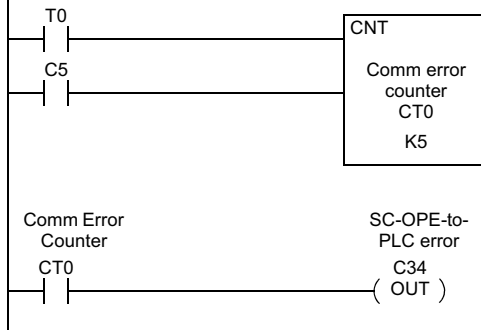 T0
CNT
C5
Comm error
counter
CT0
K5
Comm Error
Counter
CT0
SC-OPE-to-
PLC error
C34
OUT